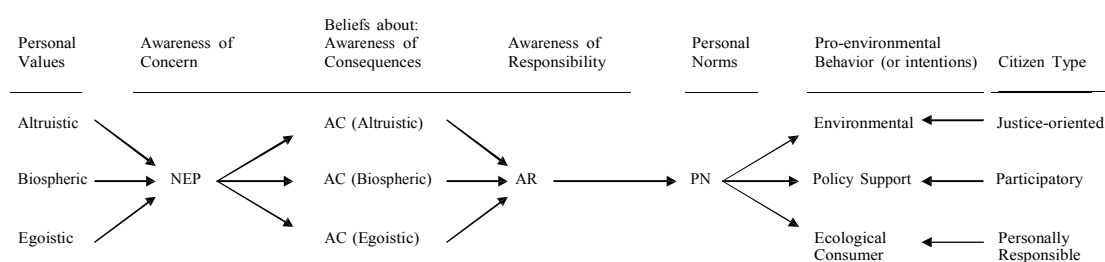 Personal
Values
Awareness of
Concern
Beliefs about:
Awareness of
Consequences
Awareness of
Responsibility
Personal
Norms
Pro-environmental
Behavior (or intentions)
Citizen Type
Altruistic
AC (Altruistic)
Environmental
Justice-oriented
Biospheric
NEP
AC (Biospheric)
AR
PN
Policy Support
Participatory
Egoistic
AC (Egoistic)
Ecological
Consumer
Personally
Responsible